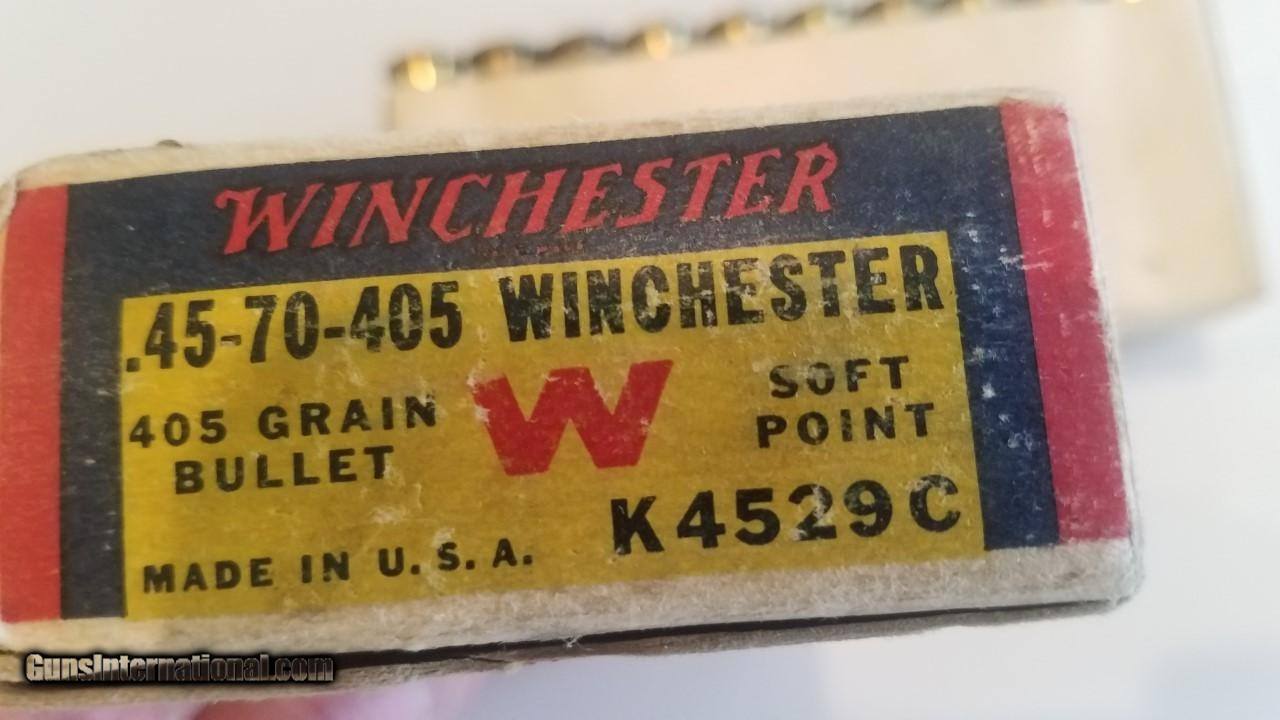 WINCHESTER
.45-70-405 WINCHESTER
405 GRAIN BULLET
W
SOFT POINT
K4529C
MADE IN U.S.A.
GunsInternational.com